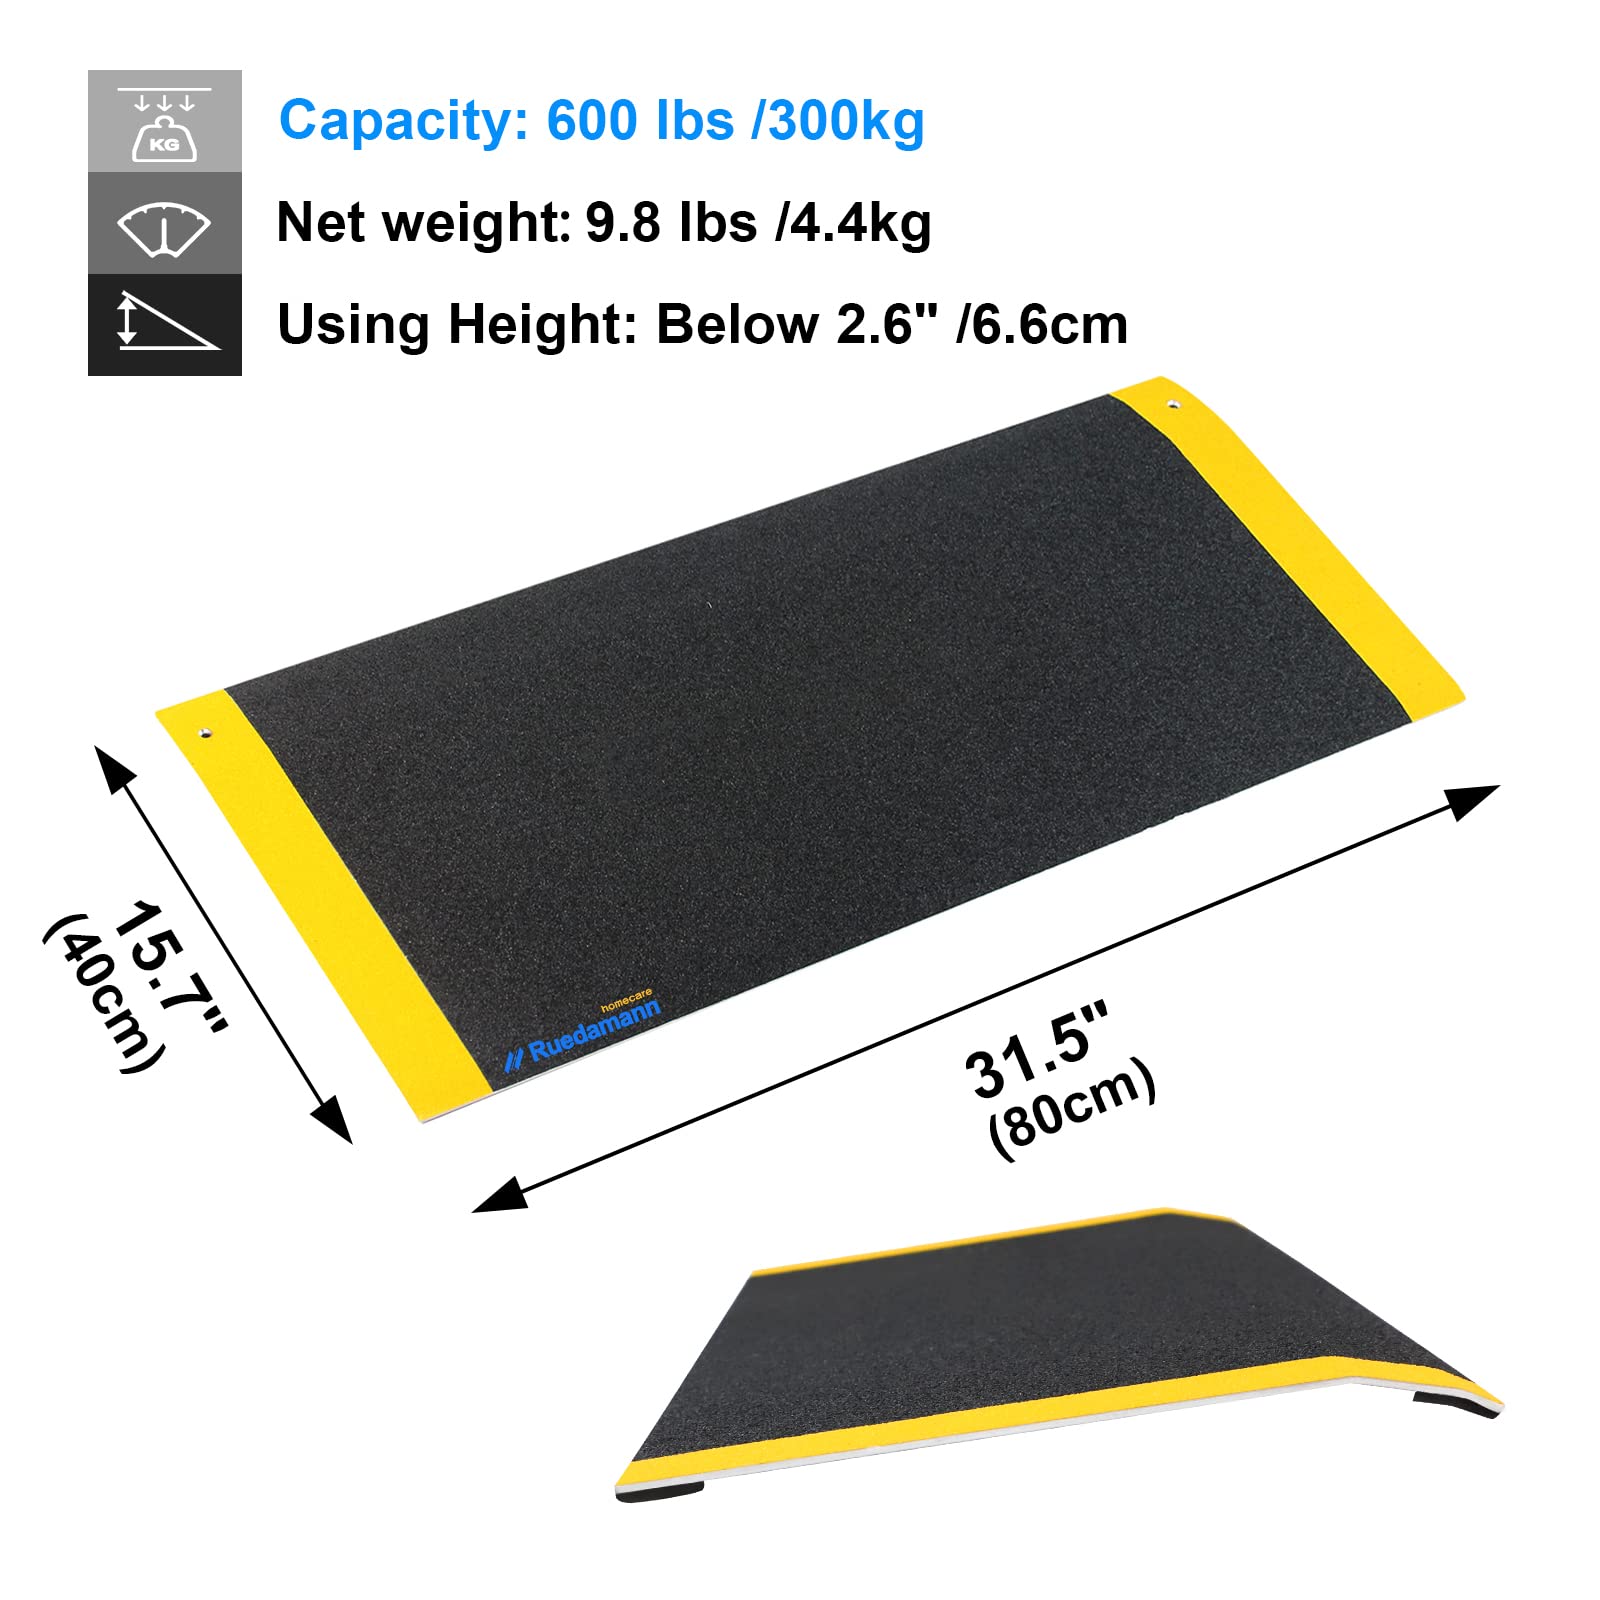 KG
Capacity: 600 lbs /300kg
Net weight: 9.8 lbs /4.4kg
Using Height: Below 2.6" /6.6cm
15.7"
(40cm)
homecare
Ruedamann
31.5"
(80cm)